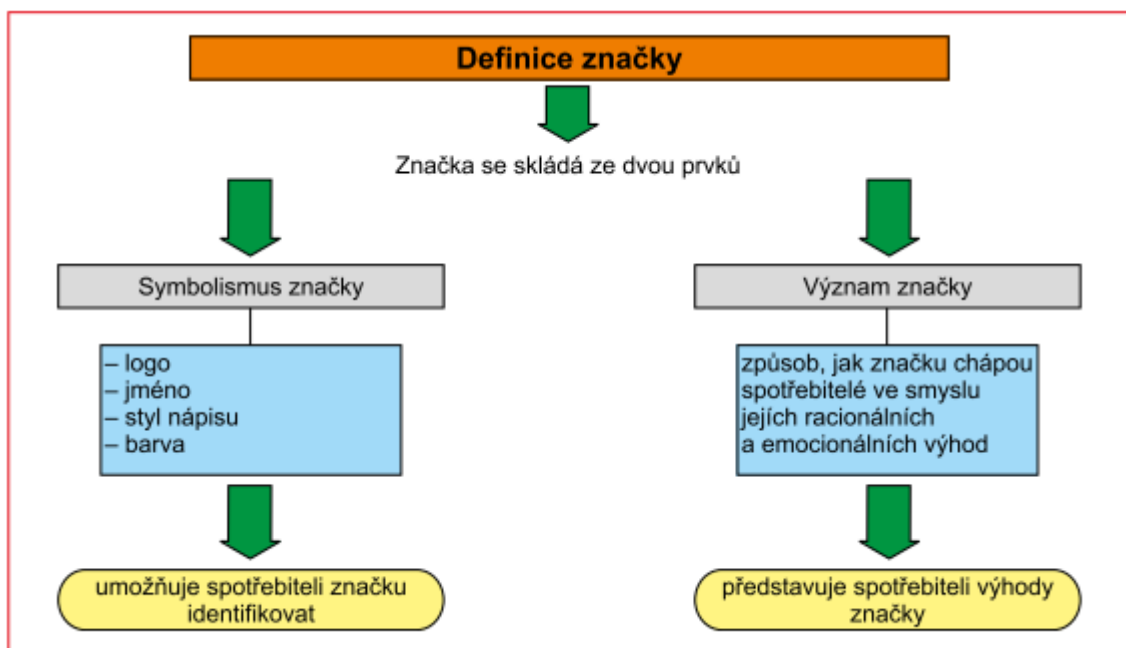 Definice značky
Značka se skládá ze dvou prvků
Symbolismus značky
– logo
– jméno
– styl nápisu
– barva
umožňuje spotřebiteli značku
identifikovat
Význam značky
způsob, jak značku chápou
spotřebitelé ve smyslu
jejích racionálních
a emocionálních výhod
představuje spotřebiteli výhody
značky